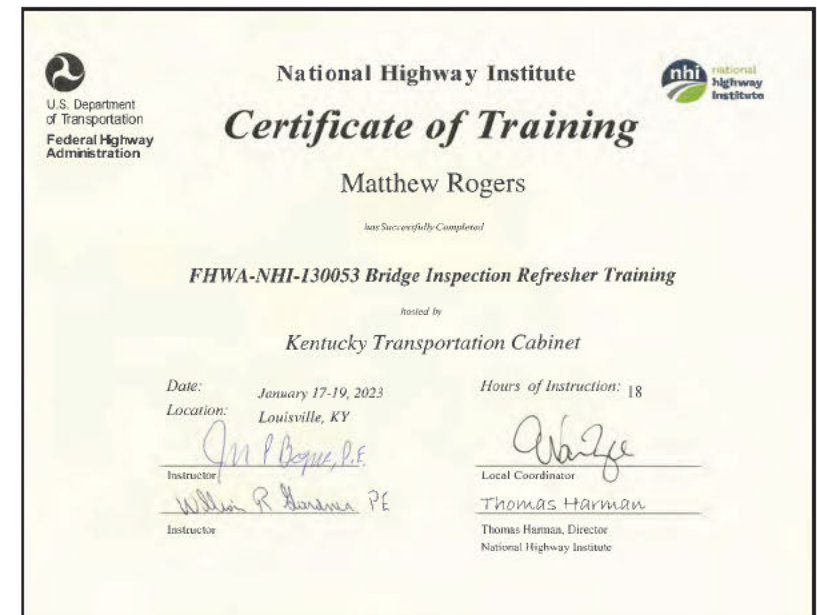 U.S. Department
of Transportation
Federal Highway
Administration
National Highway Institute
nhi national
highway
institute
Certificate of Training
Matthew Rogers
has Successfully Completed
FHWA-NHI-130053 Bridge Inspection Refresher Training
hosted by
Kentucky Transportation Cabinet
Date: January 17-19, 2023
Hours of Instruction: 18
Location: Louisville, KY
P.E.
Instructor
Local Coordinator
William R Gardner PE
Thomas Harman
Instructor
Thomas Harman, Director
National Highway Institute